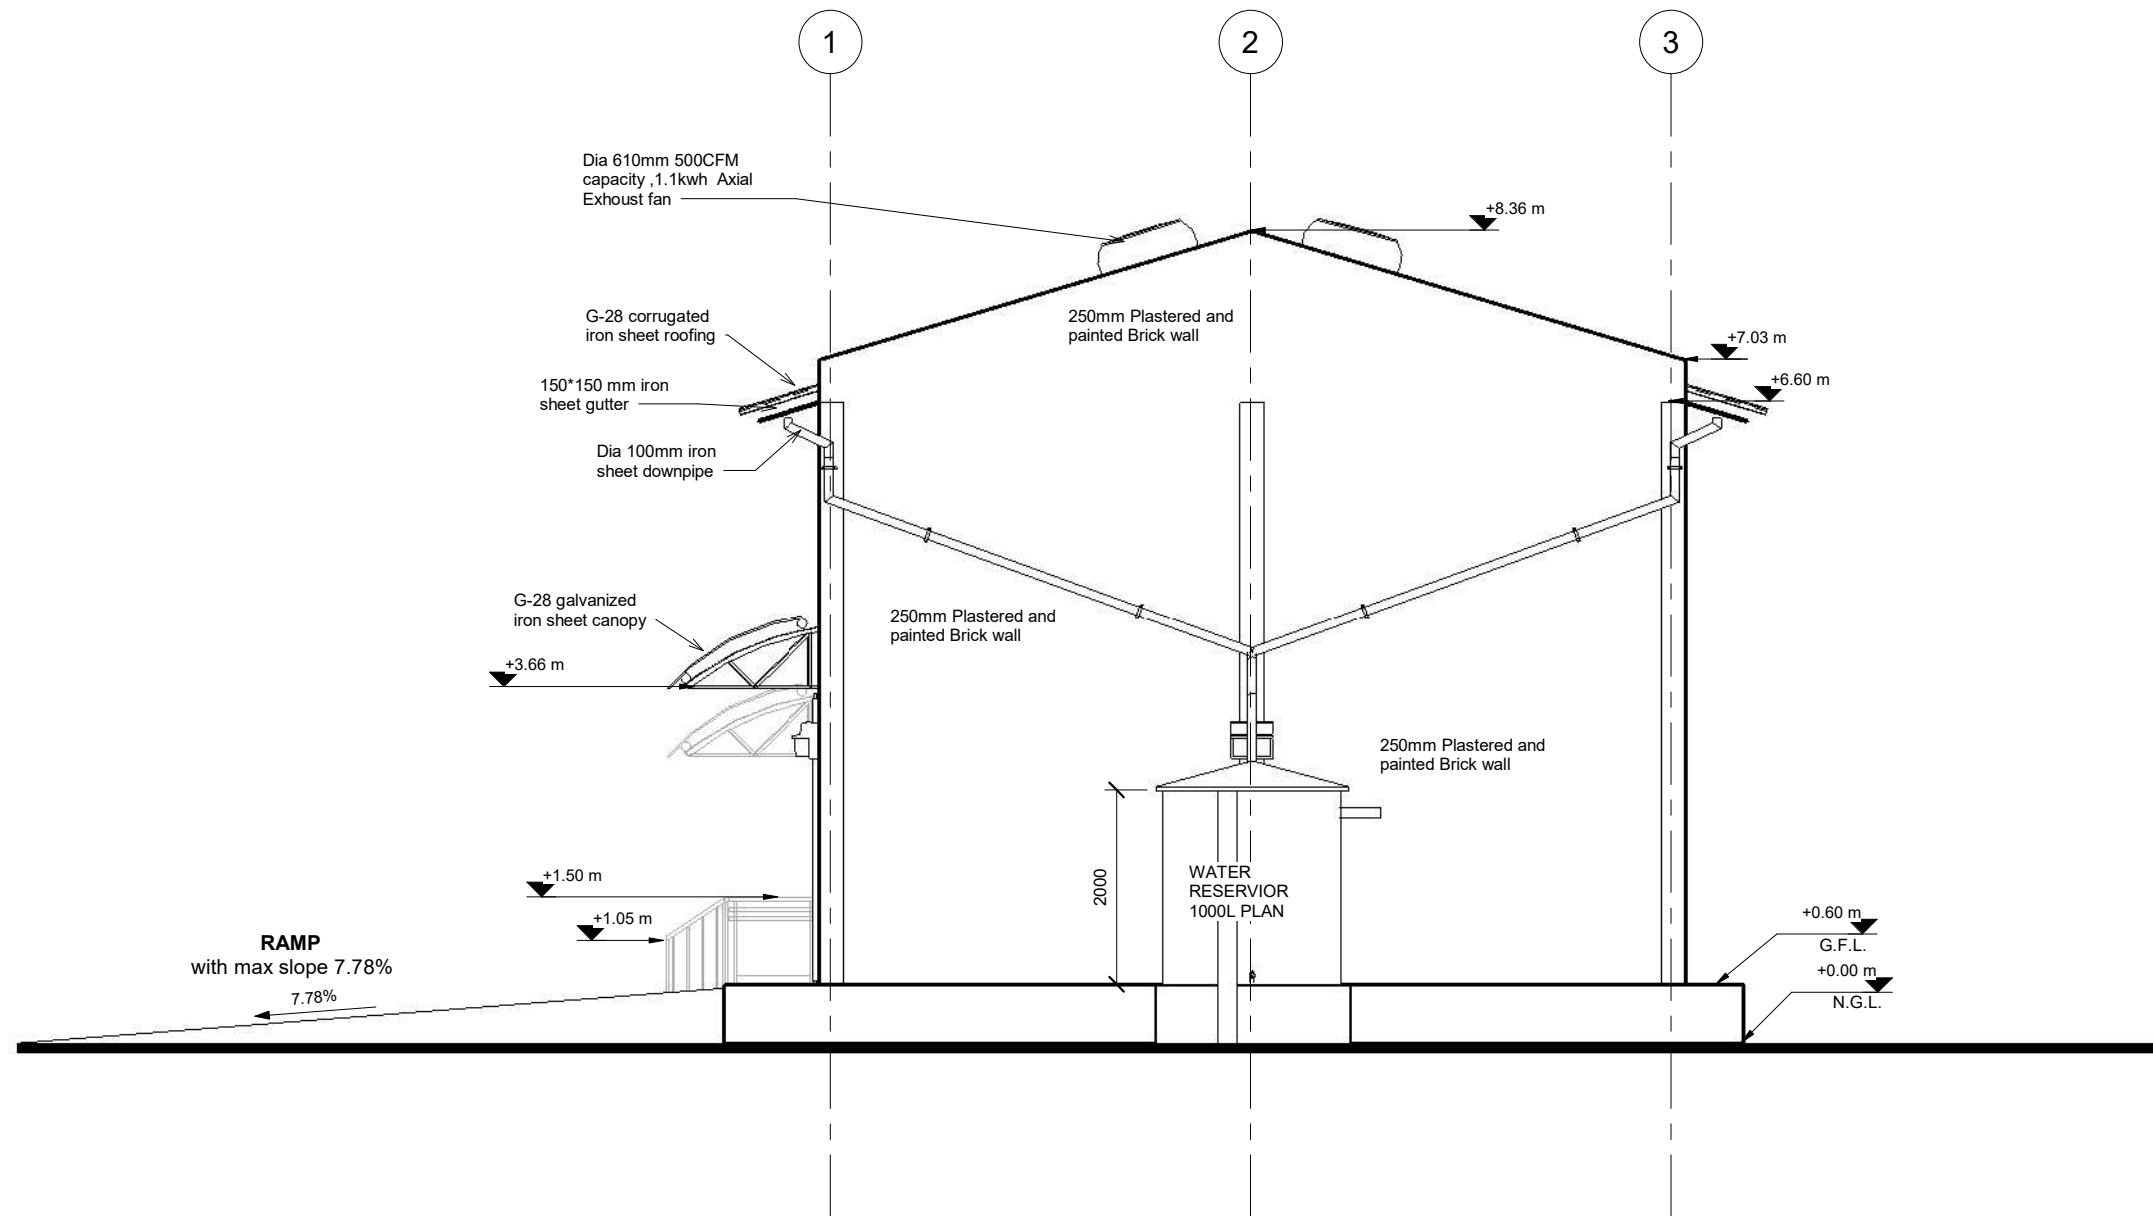 1
2
3
Dia 610mm 500CFM
capacity ,1.1kwh Axial
Exhoust fan
+8.36 m
G-28 corrugated
iron sheet roofing
250mm Plastered and
painted Brick wall
+7.03 m
150*150 mm iron
sheet gutter
+6.60 m
Dia 100mm iron
sheet downpipe
G-28 galvanized
iron sheet canopy
250mm Plastered and
painted Brick wall
+3.66 m
250mm Plastered and
painted Brick wall
2000
WATER
RESERVIOR
1000L PLAN
+1.50 m
+1.05 m
RAMP
with max slope 7.78%
7.78%
+0.60 m
G.F.L.
+0.00 m
N.G.L.